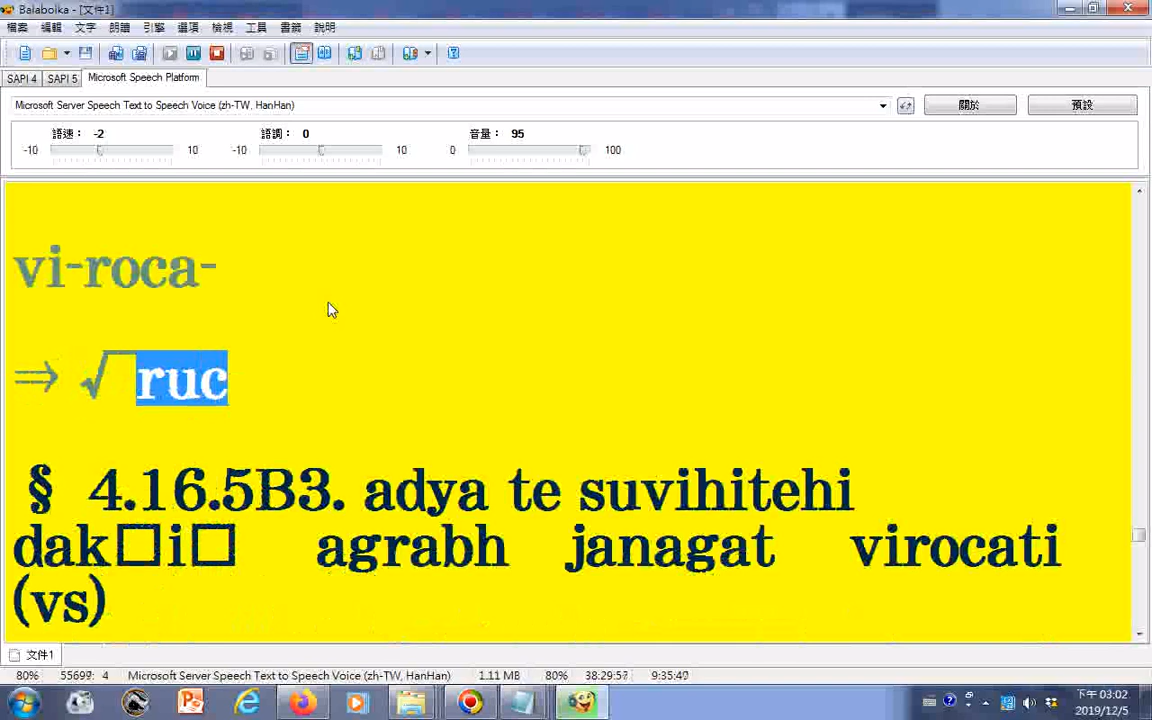 Balabolka - [文件1]
檔案 編輯 文字 朗讀 引擎 選項 檢視 工具 書籤 說明
SAPI 4 SAPI 5 Microsoft Speech Platform
Microsoft Server Speech Text to Speech Voice (zh-TW, HanHan) 關於 預設
語速： -2 語調： 0 音量： 95
-10 10 -10 10 0 100
vi-roca-
⇒ √ ruc
§ 4.16.5B3. adya te suvihitehi
dak□i□ agrabh janagat virocati
(vs)
文件1
80% 55699: 4 Microsoft Server Speech Text to Speech Voice (zh-TW, HanHan) 1.11 MB 80% 38:29:57 9:35:40
下午 03:02
2019/12/5